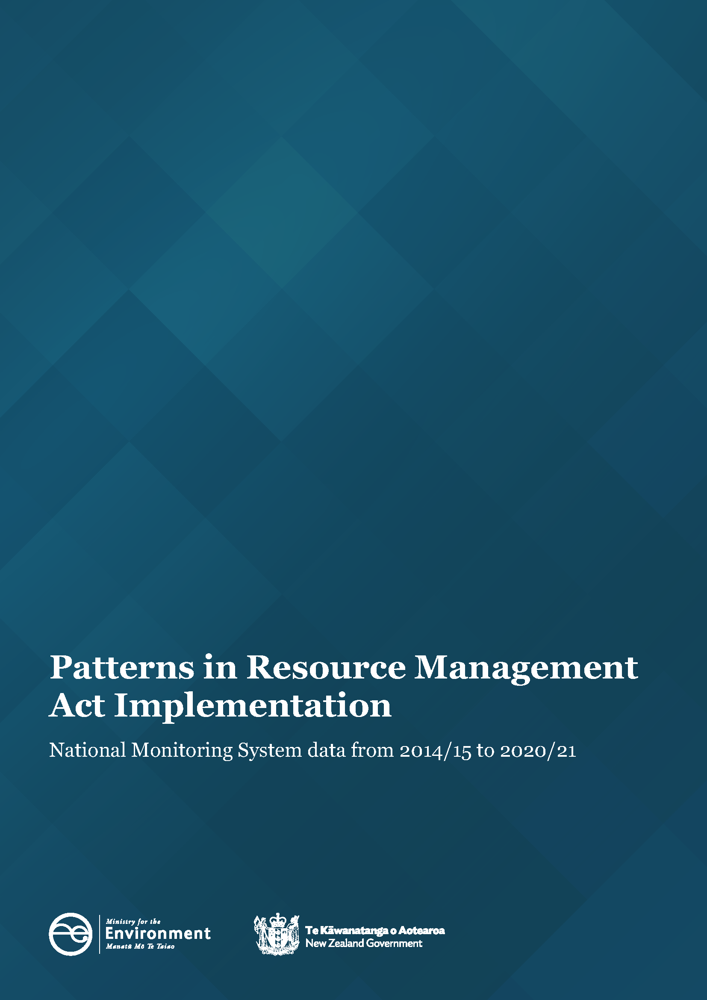 Patterns in Resource Management
Act Implementation
National Monitoring System data from 2014/15 to 2020/21
Ministry for the
Environment
Manatū Mō Te Taiao
Te Kāwanatanga o Aotearoa
New Zealand Government